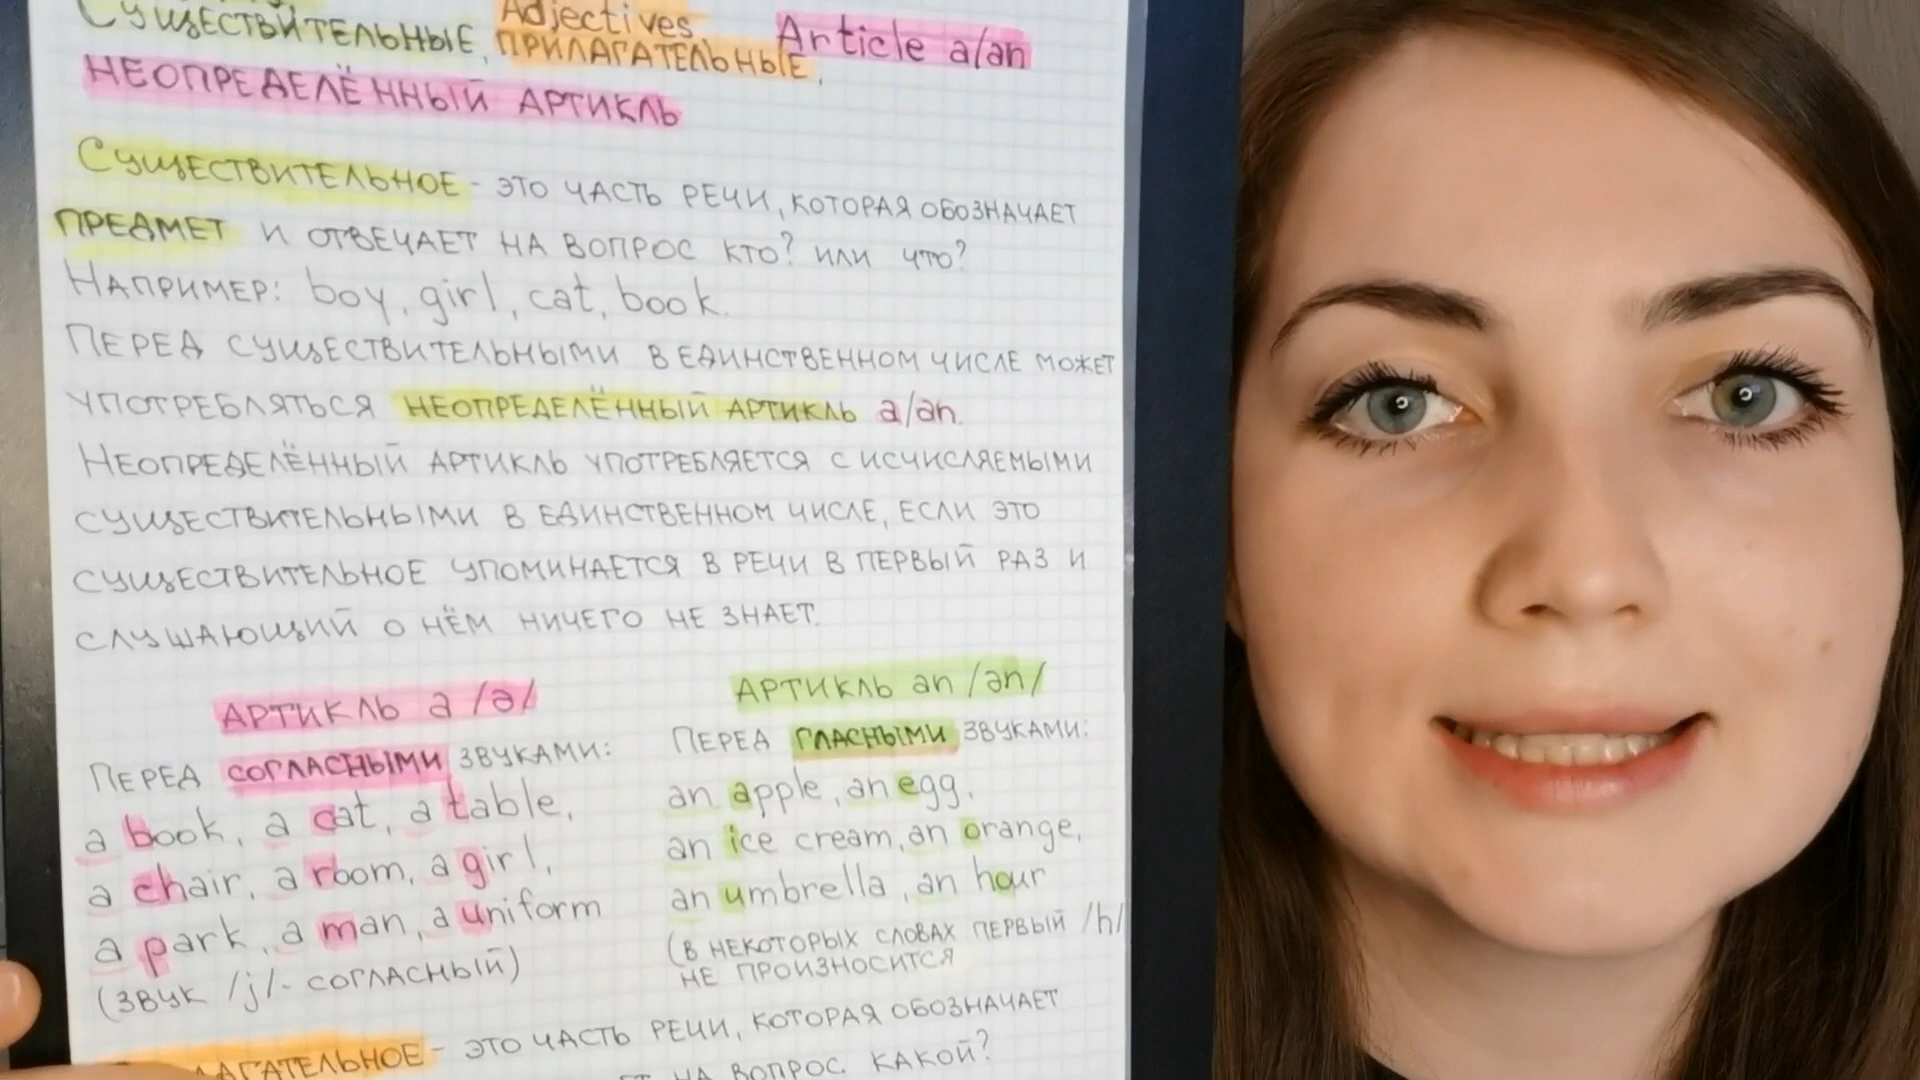 Существительные, Adjectives Article a/an
ПРИЛАГАТЕЛЬНЫЕ,
НЕОПРЕДЕЛЁННЫЙ АРТИКЛЬ
СУЩЕСТВИТЕЛЬНОЕ - ЭТО ЧАСТЬ РЕЧИ, КОТОРАЯ ОБОЗНАЧАЕТ
ПРЕДМЕТ И ОТВЕЧАЕТ НА ВОПРОС КТО? ИЛИ ЧТО?
НАПРИМЕР: boy, girl, cat, book.
ПЕРЕД СУЩЕСТВИТЕЛЬНЫМИ В ЕДИНСТВЕННОМ ЧИСЛЕ МОЖЕТ
УПОТРЕБЛЯТЬСЯ НЕОПРЕДЕЛЁННЫЙ АРТИКЛЬ a/an.
НЕОПРЕДЕЛЁННЫЙ АРТИКЛЬ УПОТРЕБЛЯЕТСЯ С ИСЧИСЛЯЕМЫМИ
СУЩЕСТВИТЕЛЬНЫМИ В ЕДИНСТВЕННОМ ЧИСЛЕ, ЕСЛИ ЭТО
СУЩЕСТВИТЕЛЬНОЕ УПОМИНАЕТСЯ В РЕЧИ В ПЕРВЫЙ РАЗ И
СЛУШАЮЩИЙ О НЁМ НИЧЕГО НЕ ЗНАЕТ.
АРТИКЛЬ a /ə/
ПЕРЕД СОГЛАСНЫМИ ЗВУКАМИ:
a book, a cat, a table,
a chair, a room, a girl,
a park, a man, a uniform
(ЗВУК /j/- СОГЛАСНЫЙ)
АРТИКЛЬ an /ən/
ПЕРЕД ГЛАСНЫМИ ЗВУКАМИ:
an apple, an egg,
an ice cream, an orange,
an umbrella, an hour
(В НЕКОТОРЫХ СЛОВАХ ПЕРВЫЙ /h/
НЕ ПРОИЗНОСИТСЯ
- ЭТО ЧАСТЬ РЕЧИ, КОТОРАЯ ОБОЗНАЧАЕТ
НА ВОПРОС КАКОЙ?